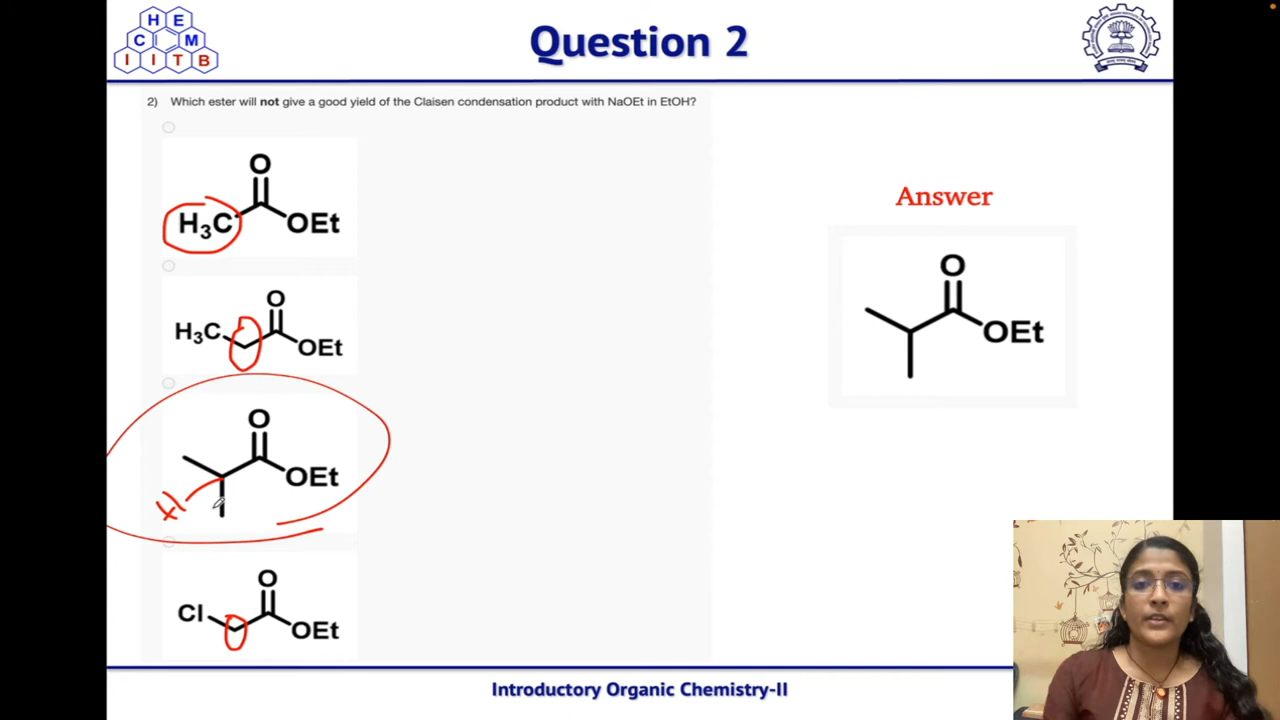 H E
C M
I I T B
Question 2
2) Which ester will not give a good yield of the Claisen condensation product with NaOEt in EtOH?
O
H₃C
OEt
O
H₃C
OEt
O
OEt
H
O
Cl
OEt
Answer
O
OEt
Introductory Organic Chemistry-II